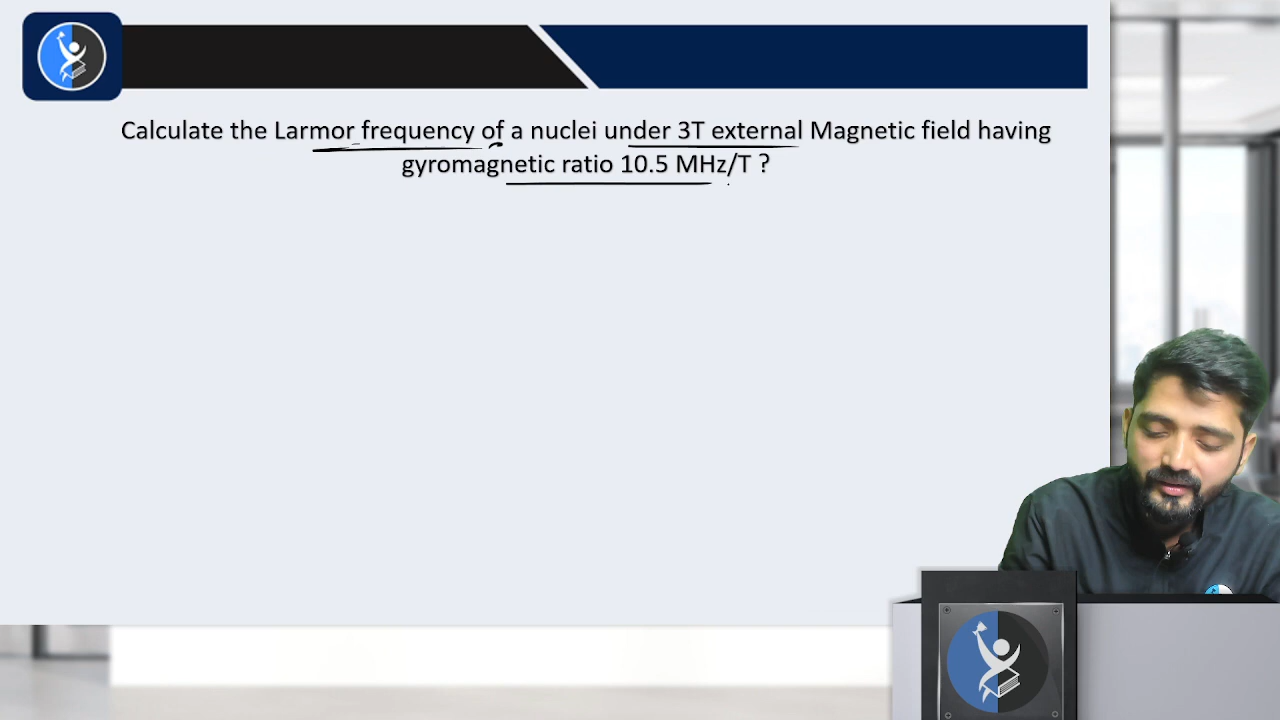 Calculate the Larmor frequency of a nuclei under 3T external Magnetic field having
gyromagnetic ratio 10.5 MHz/T ?